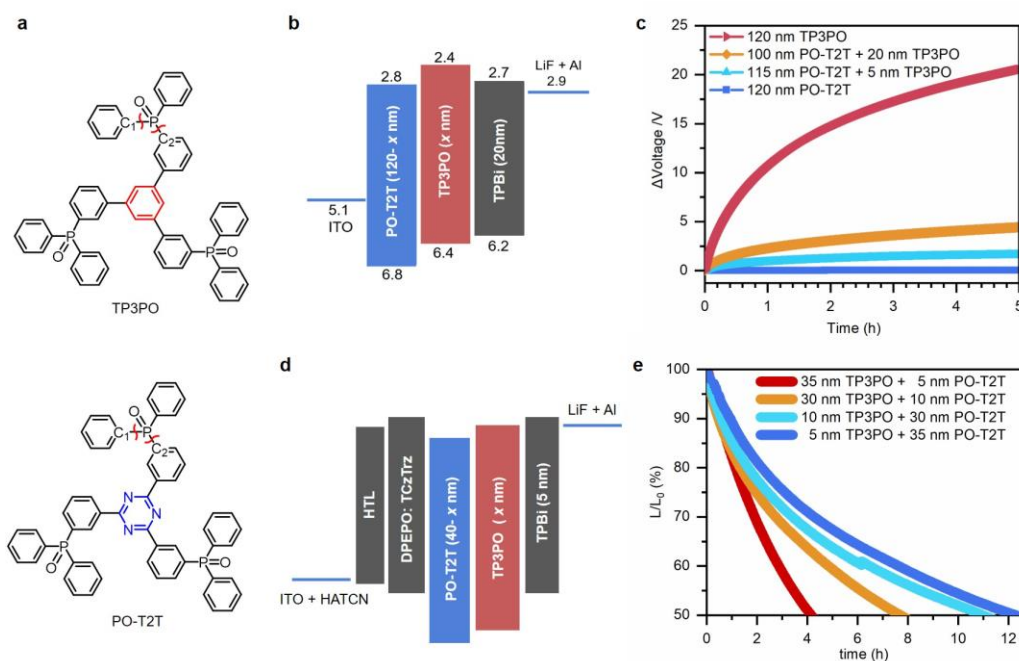 a
O
P
C1
C2
P=O
P=O
TP3PO
b
2.8
2.4
2.7
LiF + Al
2.9
PO-T2T (120- x nm)
TP3PO (x nm)
TPBi (20nm)
5.1
ITO
6.8
6.4
6.2
c
120 nm TP3PO
100 nm PO-T2T + 20 nm TP3PO
115 nm PO-T2T + 5 nm TP3PO
120 nm PO-T2T
ΔVoltage /V
25
20
15
10
5
0
0 1 2 3 4 5
Time (h)
O
P
C1
C2
N N
N
P=O
P=O
PO-T2T
d
LiF + Al
HTL
DPEPO: TCzTrz
PO-T2T (40- x nm)
TP3PO ( x nm)
TPBi (5 nm)
ITO + HATCN
e
35 nm TP3PO + 5 nm PO-T2T
30 nm TP3PO + 10 nm PO-T2T
10 nm TP3PO + 30 nm PO-T2T
5 nm TP3PO + 35 nm PO-T2T
L/L0 (%)
100
90
80
70
60
50
0 2 4 6 8 10 12
time (h)